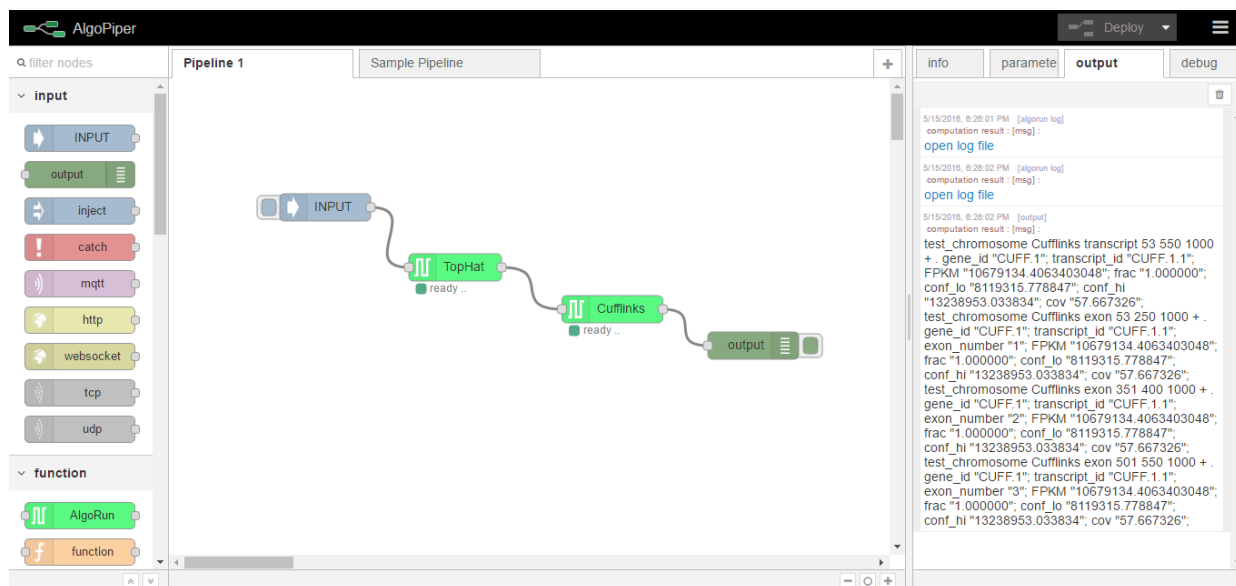 AlgoPiper
Deploy
filter nodes
Pipeline 1
Sample Pipeline
info
paramete
output
debug
input
INPUT
output
inject
catch
mqtt
http
websocket
tcp
udp
function
AlgoRun
function
INPUT
TopHat
ready ..
Cufflinks
ready ..
output
5/15/2016, 6:26:01 PM [algorun log]
computation result : [msg] :
open log file
5/15/2016, 6:26:02 PM [algorun log]
computation result : [msg] :
open log file
5/15/2016, 6:26:02 PM [output]
computation result : [msg] :
test_chromosome Cufflinks transcript 53 550 1000
+ . gene_id "CUFF.1"; transcript_id "CUFF.1.1";
FPKM "10679134.4063403048"; frac "1.000000";
conf_lo "8119315.778847"; conf_hi
"13238953.033834"; cov "57.667326";
test_chromosome Cufflinks exon 53 250 1000 + .
gene_id "CUFF.1"; transcript_id "CUFF.1.1";
exon_number "1"; FPKM "10679134.4063403048";
frac "1.000000"; conf_lo "8119315.778847";
conf_hi "13238953.033834"; cov "57.667326";
test_chromosome Cufflinks exon 351 400 1000 + .
gene_id "CUFF.1"; transcript_id "CUFF.1.1";
exon_number "2"; FPKM "10679134.4063403048";
frac "1.000000"; conf_lo "8119315.778847";
conf_hi "13238953.033834"; cov "57.667326";
test_chromosome Cufflinks exon 501 550 1000 + .
gene_id "CUFF.1"; transcript_id "CUFF.1.1";
exon_number "3"; FPKM "10679134.4063403048";
frac "1.000000"; conf_lo "8119315.778847";
conf_hi "13238953.033834"; cov "57.667326";